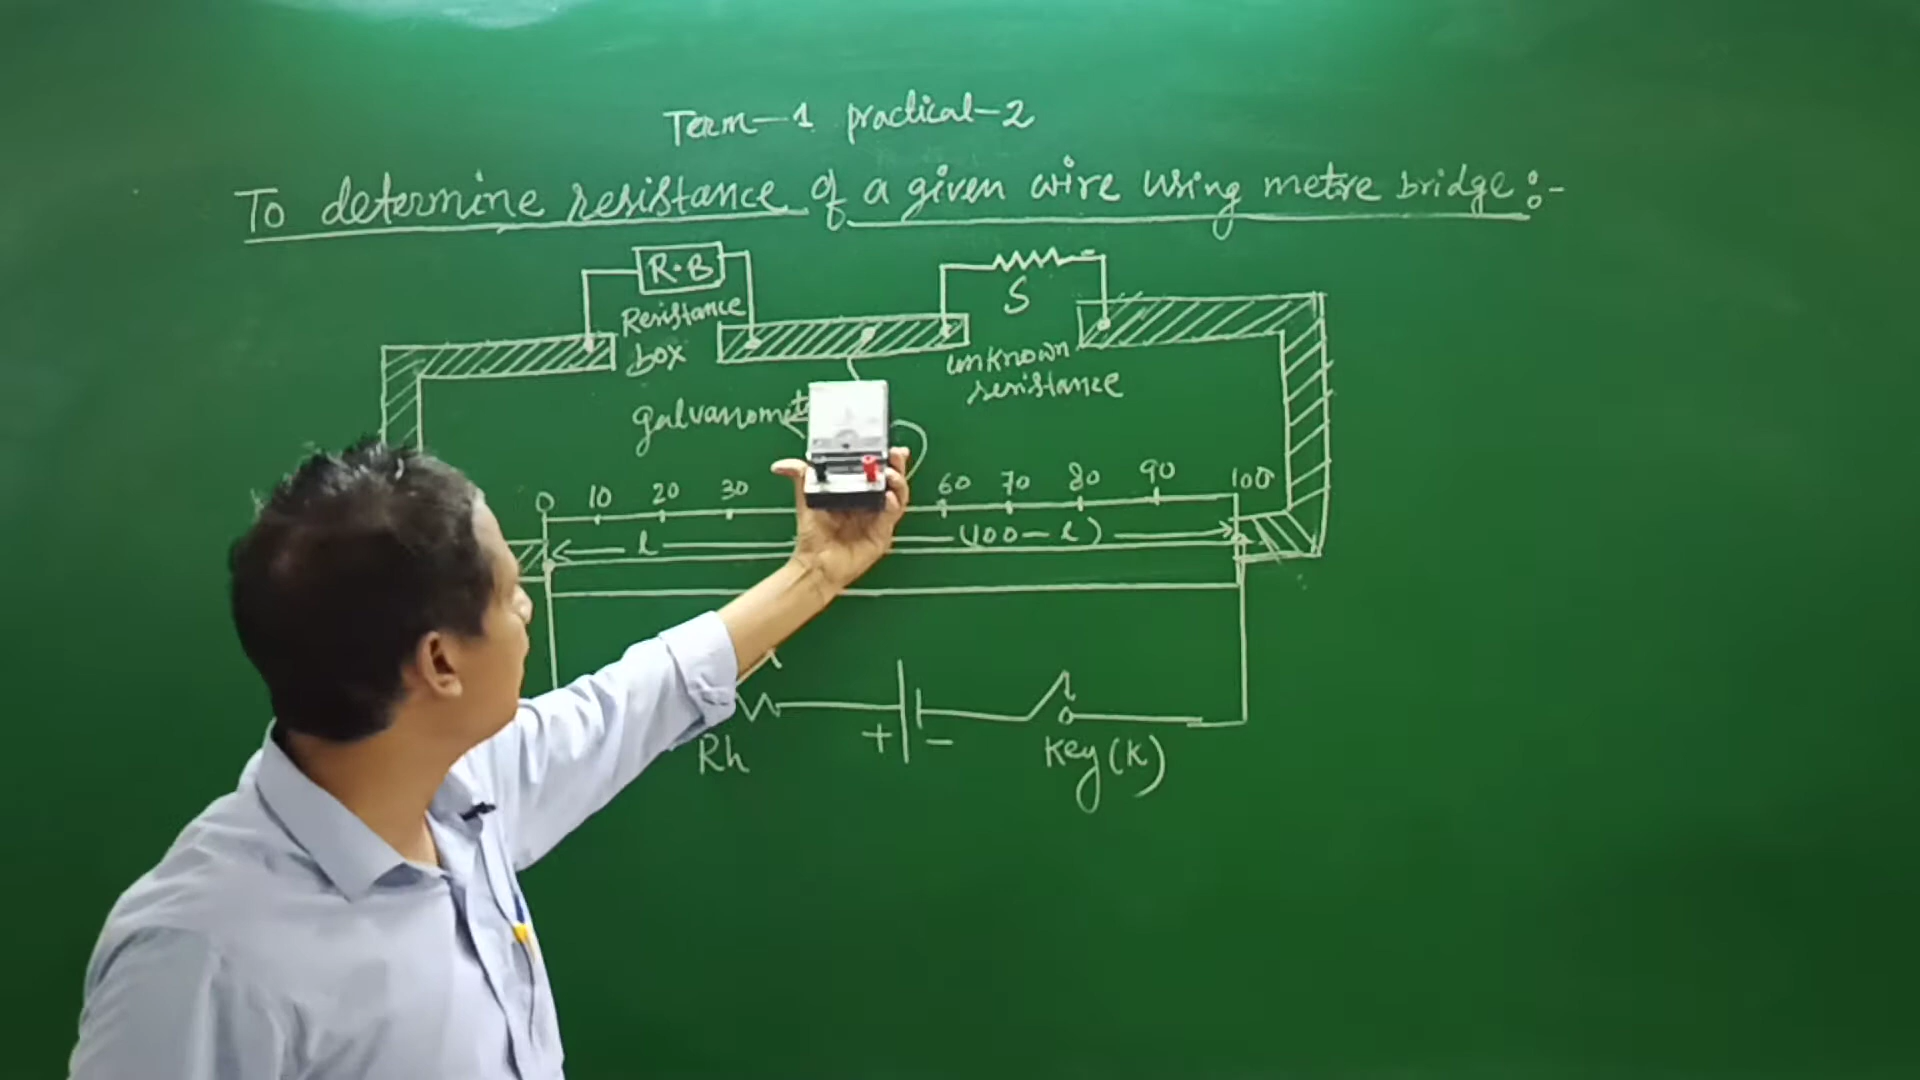 Term-1 practical-2
To determine resistance of a given wire using metre bridge:-
R.B
S
Resistance
box
unknown
resistance
galvanomet
0 10 20 30 60 70 80 90 100
l (100-l)
+ -
Rh
Key(K)